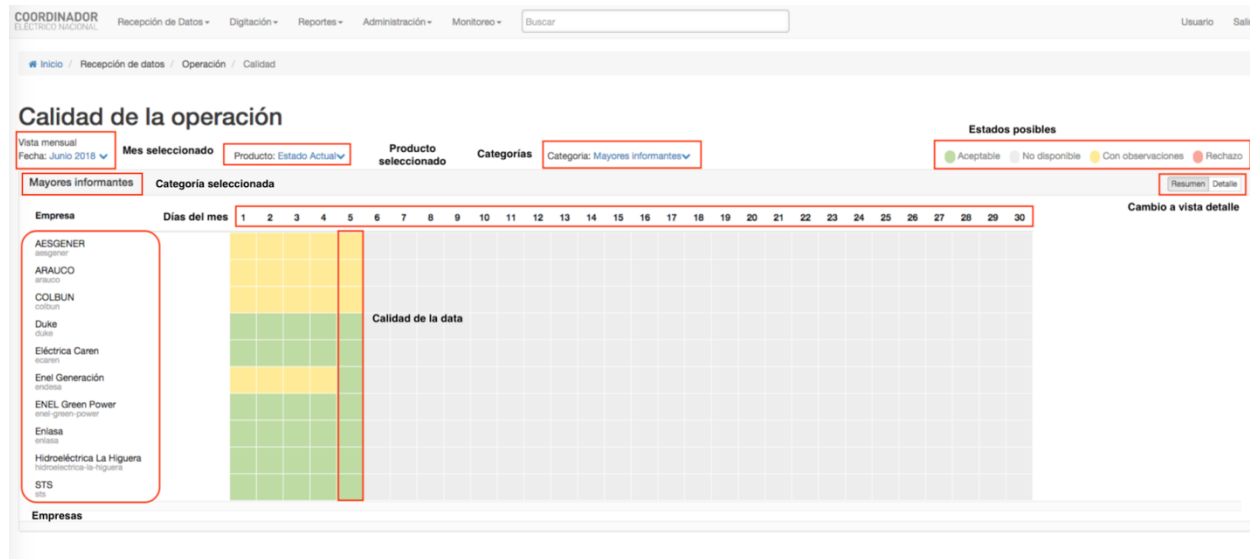 COORDINADOR
ELÉCTRICO NACIONAL
Recepción de Datos
Digitación
Reportes
Administración
Monitoreo
Buscar
Usuario
Inicio / Recepción de datos / Operación / Calidad
Calidad de la operación
Estados posibles
Vista mensual
Fecha: Junio 2018
Mes seleccionado
Producto: Estado Actual
Producto
seleccionado
Categorías
Categoria: Mayores informantes
Aceptable No disponible Con observaciones Rechazo
Mayores informantes
Categoría seleccionada
Resumen Detalle
Cambio a vista detalle
Empresa
Días del mes
1 2 3 4 5 6 7 8 9 10 11 12 13 14 15 16 17 18 19 20 21 22 23 24 25 26 27 28 29 30
AESGENER
aesgener
ARAUCO
arauco
COLBUN
colbun
Calidad de la data
Duke
duke
Eléctrica Caren
ecaren
Enel Generación
endesa
ENEL Green Power
enel-green-power
Enlasa
enlasa
Hidroeléctrica La Higuera
hidroelectrica-la-higuera
STS
sts
Empresas